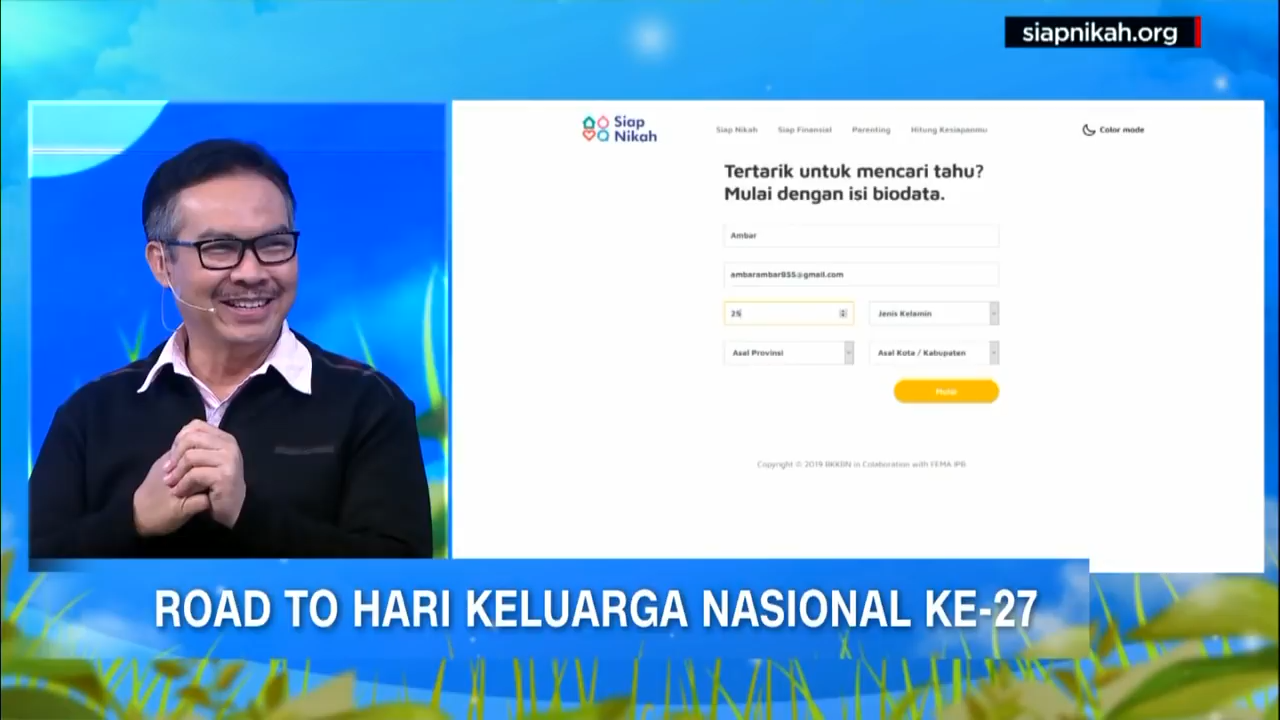 siapnikah.org
Siap
Nikah
Siap Nikah
Siap Finansial
Parenting
Hitung Kesiapanmu
Color mode
Tertarik untuk mencari tahu?
Mulai dengan isi biodata.
Ambar
ambarambar855@gmail.com
25
Jenis Kelamin
Asal Provinsi
Asal Kota / Kabupaten
Mulai
Copyright © 2019 BKKBN in Colaboration with FEMA IPB
ROAD TO HARI KELUARGA NASIONAL KE-27